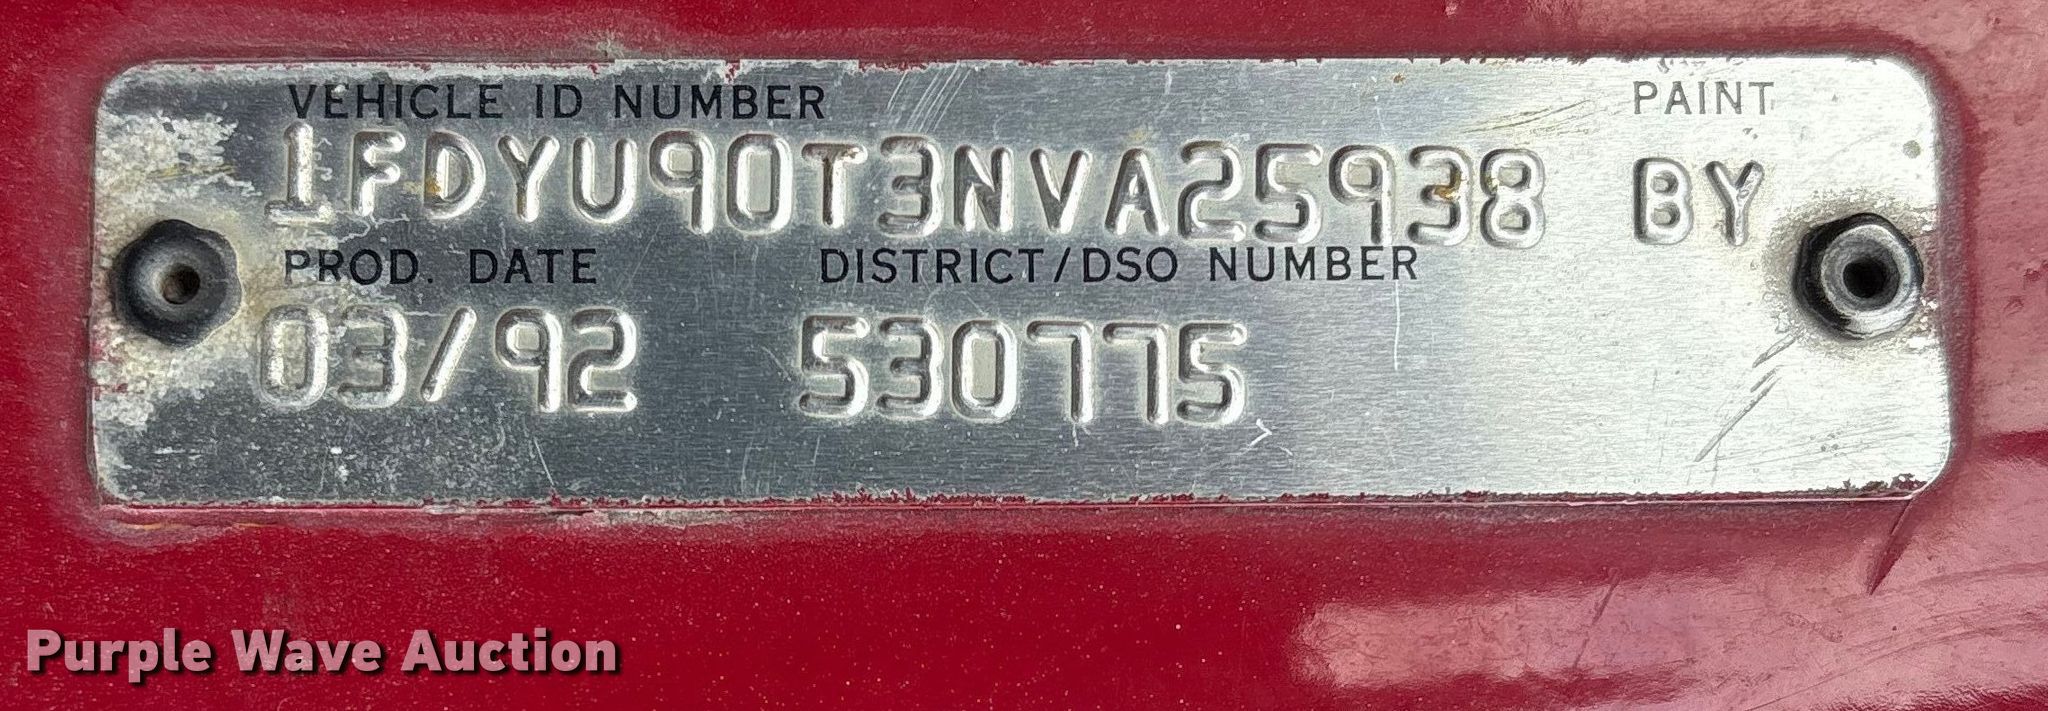 VEHICLE ID NUMBER PAINT
1FDYU90T3NVA25938 BY
PROD. DATE DISTRICT/DSO NUMBER
03/92 530775
Purple Wave Auction